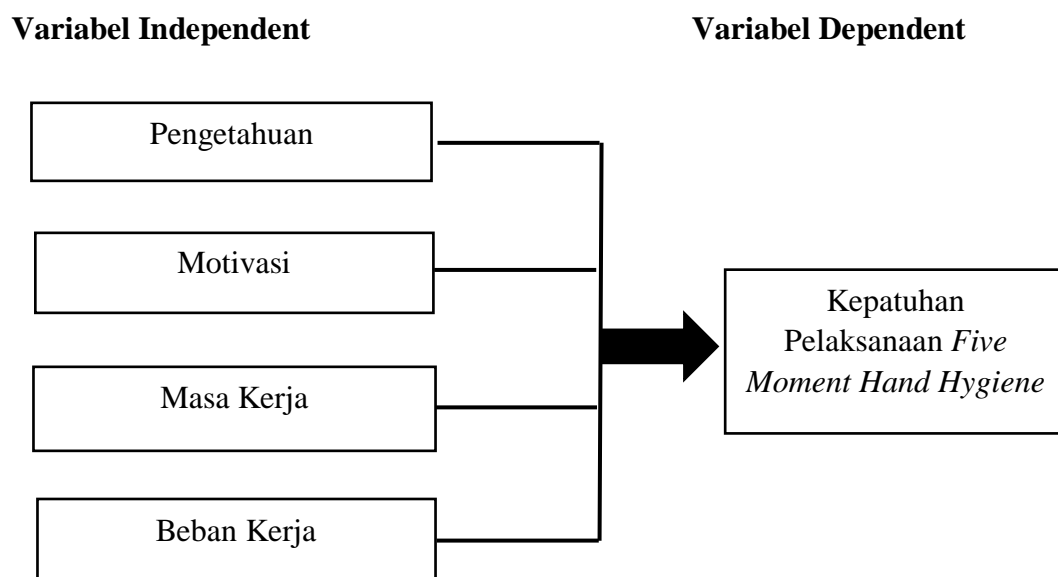 Variabel Independent
Variabel Dependent
Pengetahuan
Motivasi
Masa Kerja
Beban Kerja
Kepatuhan
Pelaksanaan Five
Moment Hand Hygiene